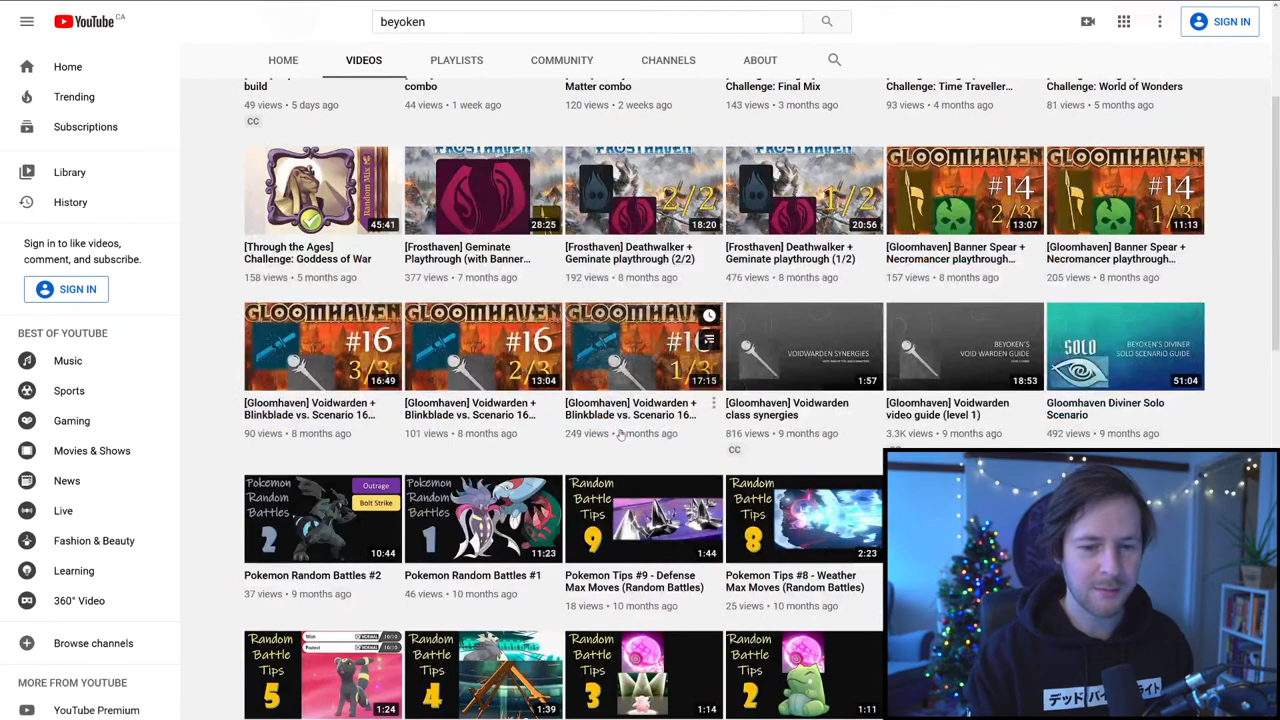 YouTube CA
beyoken
SIGN IN
HOME
VIDEOS
PLAYLISTS
COMMUNITY
CHANNELS
ABOUT
Home
Trending
Subscriptions
Library
History
Sign in to like videos,
comment, and subscribe.
SIGN IN
BEST OF YOUTUBE
Music
Sports
Gaming
Movies & Shows
News
Live
Fashion & Beauty
Learning
360° Video
Browse channels
MORE FROM YOUTUBE
YouTube Premium
build
49 views • 5 days ago
CC
combo
44 views • 1 week ago
Matter combo
120 views • 2 weeks ago
Challenge: Final Mix
143 views • 3 months ago
Challenge: Time Traveller...
93 views • 4 months ago
Challenge: World of Wonders
81 views • 5 months ago
Random Mix
45:41
[Through the Ages]
Challenge: Goddess of War
158 views • 5 months ago
FROSTHAVEN
28:25
[Frosthaven] Geminate
Playthrough (with Banner...
377 views • 7 months ago
FROSTHAVEN
2/2
18:20
[Frosthaven] Deathwalker +
Geminate playthrough (2/2)
192 views • 8 months ago
FROSTHAVEN
1/2
20:56
[Frosthaven] Deathwalker +
Geminate playthrough (1/2)
476 views • 8 months ago
GLOOMHAVEN
#14
2/3
13:07
[Gloomhaven] Banner Spear +
Necromancer playthrough...
157 views • 8 months ago
GLOOMHAVEN
#14
1/3
11:13
[Gloomhaven] Banner Spear +
Necromancer playthrough...
205 views • 8 months ago
GLOOMHAVEN
#16
3/3
16:49
[Gloomhaven] Voidwarden +
Blinkblade vs. Scenario 16...
90 views • 8 months ago
GLOOMHAVEN
#16
2/3
13:04
[Gloomhaven] Voidwarden +
Blinkblade vs. Scenario 16...
101 views • 8 months ago
GLOOMHAVEN
#16
1/3
17:15
[Gloomhaven] Voidwarden +
Blinkblade vs. Scenario 16...
249 views • months ago
VOIDWARDEN SYNERGIES
1:57
[Gloomhaven] Voidwarden
class synergies
816 views • 9 months ago
CC
BEYOKEN'S
VOID WARDEN GUIDE
18:53
[Gloomhaven] Voidwarden
video guide (level 1)
3.3K views • 9 months ago
SOLO
BEYOKEN'S DIVINER
SOLO SCENARIO GUIDE
51:04
Gloomhaven Diviner Solo
Scenario
492 views • 9 months ago
Pokemon
Random
Battles
2
Outrage
Bolt Strike
10:44
Pokemon Random Battles #2
37 views • 9 months ago
Pokemon
Random
Battles
1
11:23
Pokemon Random Battles #1
46 views • 10 months ago
Random
Battle
Tips
9
1:44
Pokemon Tips #9 - Defense
Max Moves (Random Battles)
18 views • 10 months ago
Random
Battle
Tips
8
2:23
Pokemon Tips #8 - Weather
Max Moves (Random Battles)
25 views • 10 months ago
Random
Battle
Tips
5
Wish
Protect
1:24
Random
Battle
Tips
4
1:39
Random
Battle
Tips
3
1:14
Random
Battle
Tips
2
1:11